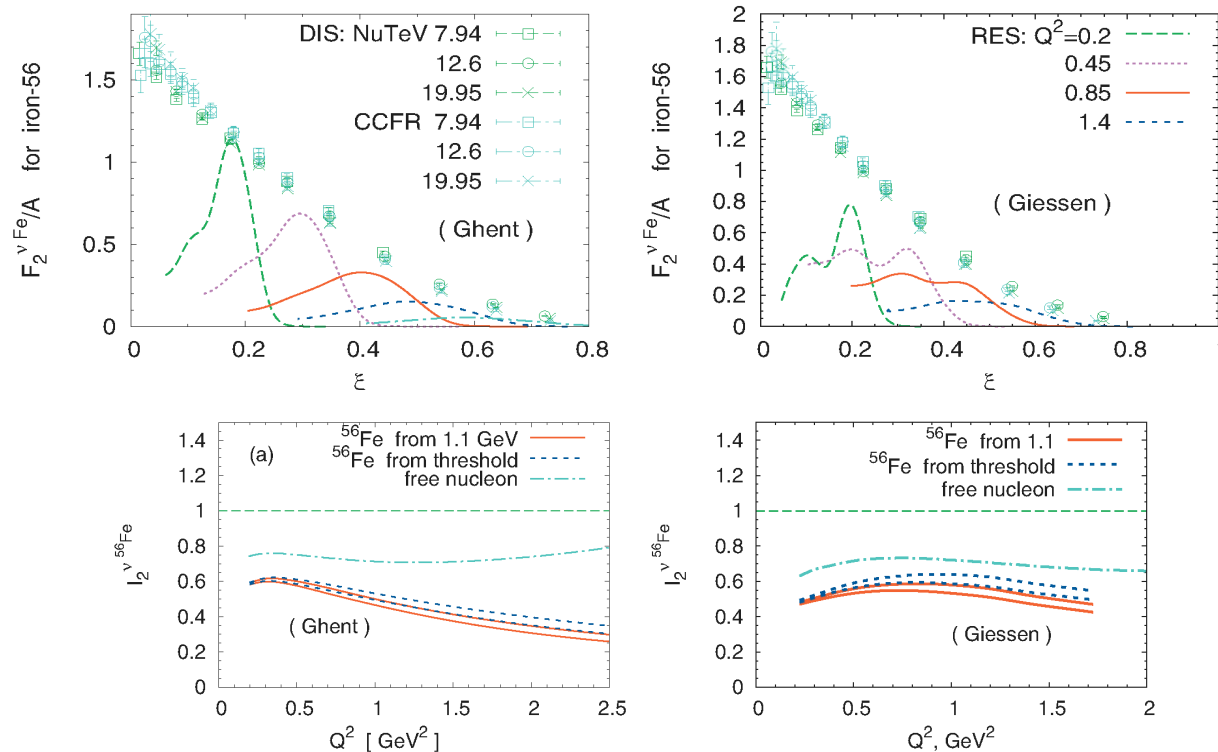 F₂^ν Fe/A for iron-56
1.5
1
0.5
0
DIS: NuTeV 7.94
12.6
19.95
CCFR 7.94
12.6
19.95
( Ghent )
0 0.2 0.4 0.6 0.8
ξ
F₂^ν Fe/A for iron-56
2
1.8
1.6
1.4
1.2
1
0.8
0.6
0.4
0.2
0
RES: Q^2=0.2
0.45
0.85
1.4
( Giessen )
0 0.2 0.4 0.6 0.8
ξ
I₂^ν ⁵⁶Fe
1.4
1.2
1
0.8
0.6
0.4
0.2
0
(a)
⁵⁶Fe from 1.1 GeV
⁵⁶Fe from threshold
free nucleon
( Ghent )
0 0.5 1 1.5 2 2.5
Q² [ GeV² ]
I₂^ν ⁵⁶Fe
1.4
1.2
1
0.8
0.6
0.4
0.2
0
⁵⁶Fe from 1.1
⁵⁶Fe from threshold
free nucleon
( Giessen )
0 0.5 1 1.5 2
Q², GeV²